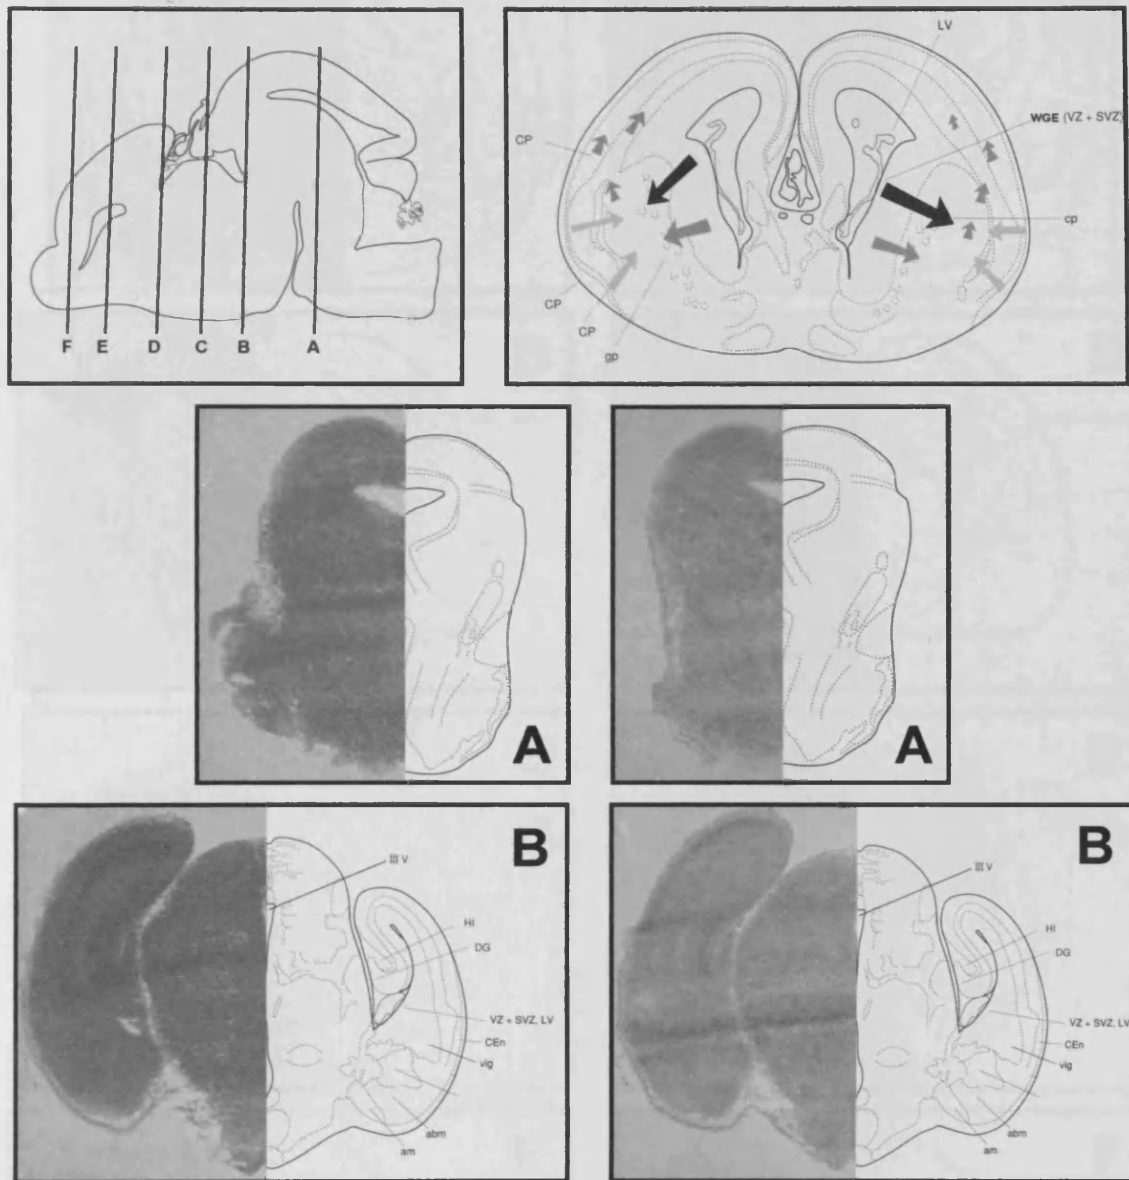 F E D C B A
LV
CP
WGE (VZ + SVZ)
cp
CP
CP
gp
A
A
B
III V
HI
DG
VZ + SVZ, LV
CEn
vig
abm
am
B
III V
HI
DG
VZ + SVZ, LV
CEn
vig
abm
am